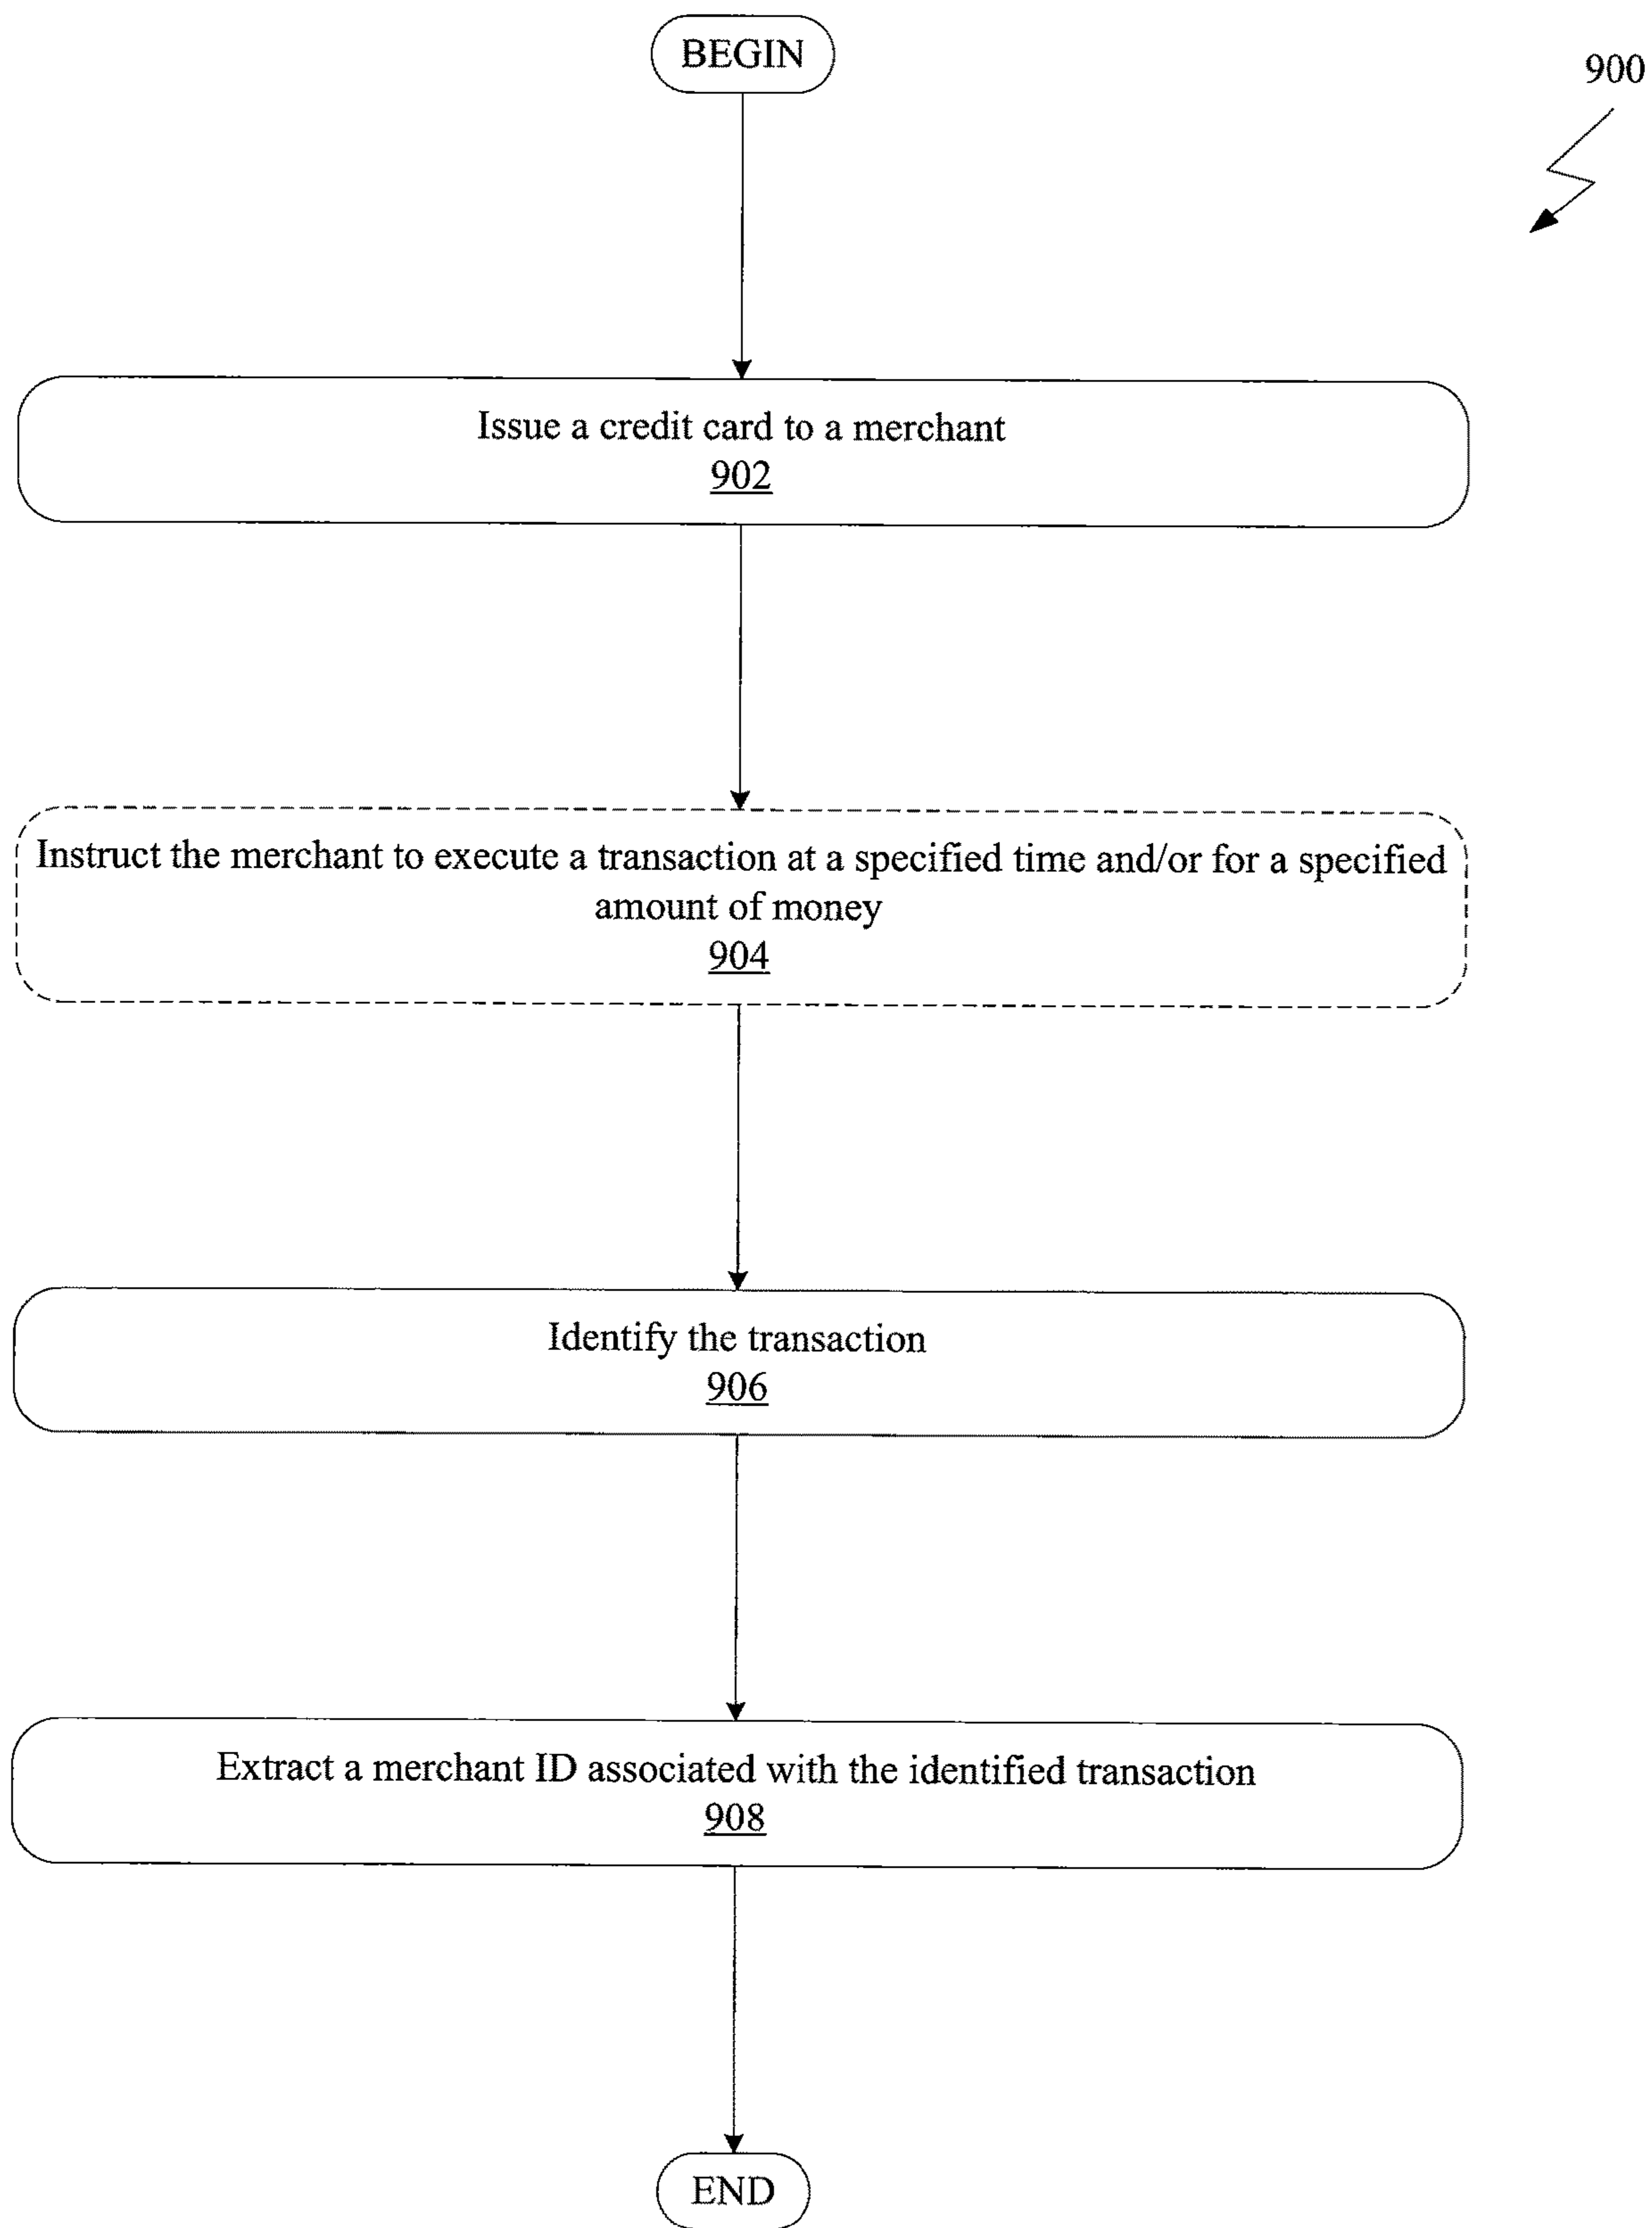 BEGIN
900
Issue a credit card to a merchant
902
Instruct the merchant to execute a transaction at a specified time and/or for a specified
amount of money
904
Identify the transaction
906
Extract a merchant ID associated with the identified transaction
908
END